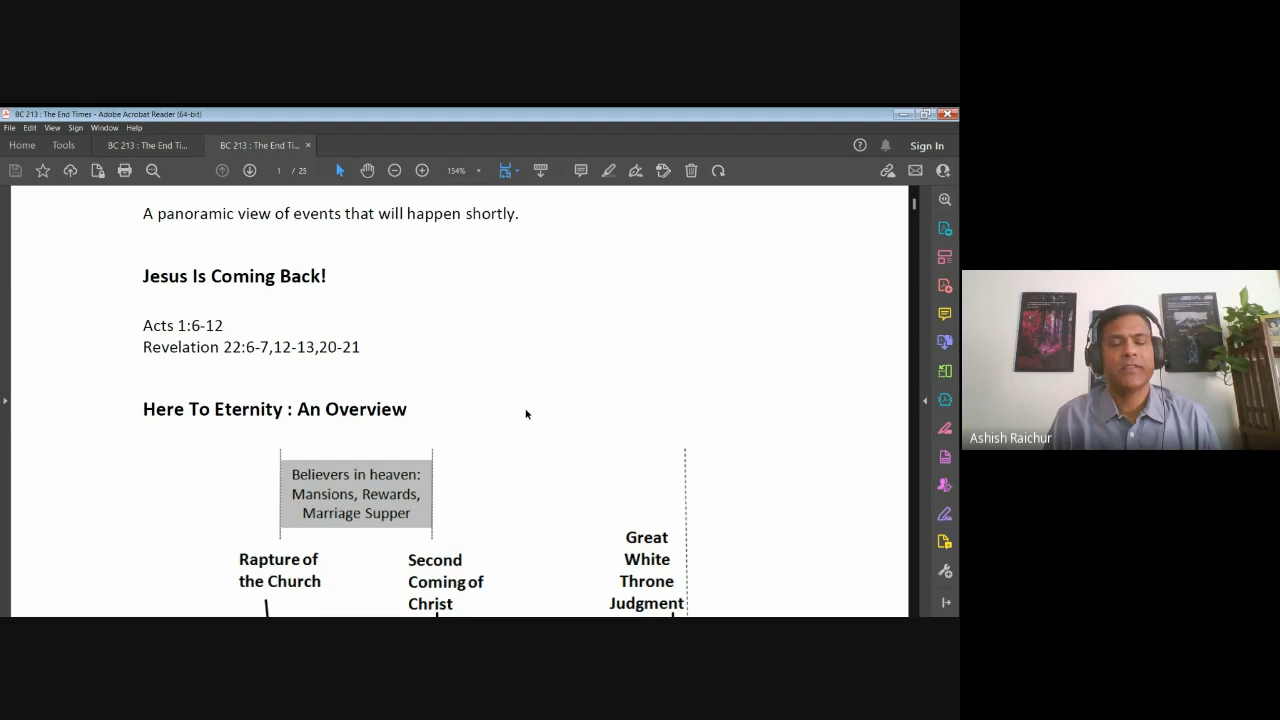 BC 213 : The End Times - Adobe Acrobat Reader (64-bit)
File Edit View Sign Window Help
Home Tools BC 213 : The End Ti... BC 213 : The End Ti... × Sign In
1 / 25 154%
A panoramic view of events that will happen shortly.
Jesus Is Coming Back!
Acts 1:6-12
Revelation 22:6-7,12-13,20-21
Here To Eternity : An Overview
Believers in heaven:
Mansions, Rewards,
Marriage Supper
Rapture of
the Church
Second
Coming of
Christ
Great
White
Throne
Judgment
Ashish Raichur